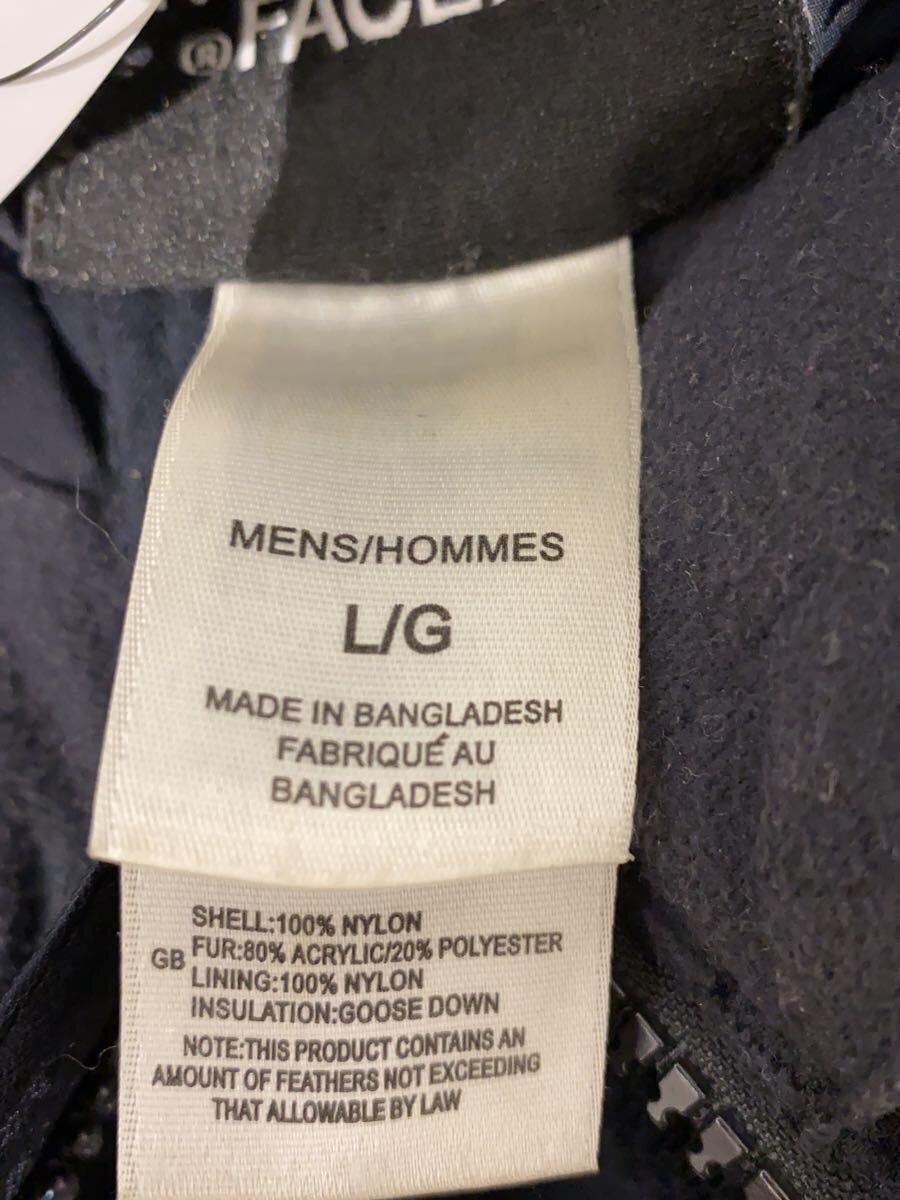 ®FACE
MENS/HOMMES
L/G
MADE IN BANGLADESH
FABRIQUÉ AU
BANGLADESH
SHELL:100% NYLON
GB FUR:80% ACRYLIC/20% POLYESTER
LINING:100% NYLON
INSULATION:GOOSE DOWN
NOTE:THIS PRODUCT CONTAINS AN
AMOUNT OF FEATHERS NOT EXCEEDING
THAT ALLOWABLE BY LAW